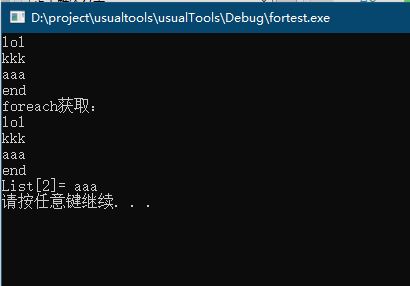 D:\project\usualtools\usualTools\Debug\fortest.exe
lol
kkk
aaa
end
foreach获取:
lol
kkk
aaa
end
List[2]= aaa
请按任意键继续. . .